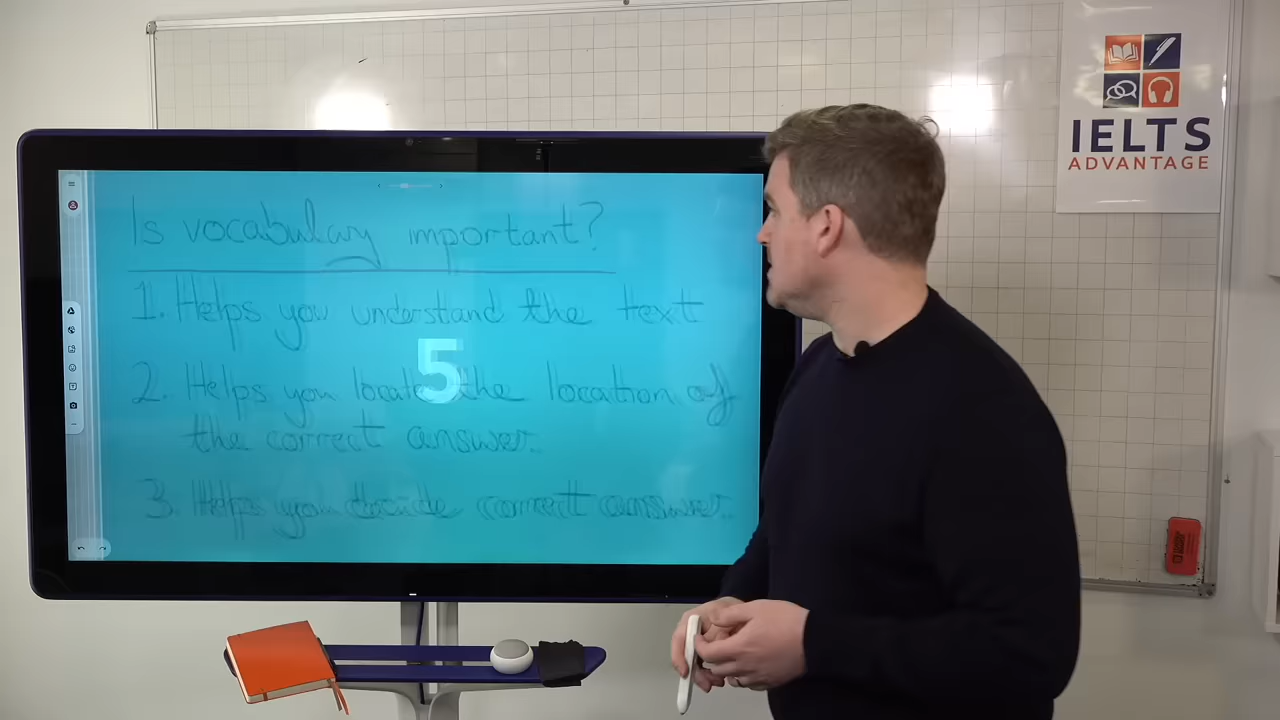 Is vocabulary important?
1. Helps you understand the text
5
2. Helps you locate the location of
the correct answer.
3. Helps you decide correct answer.
IELTS
ADVANTAGE